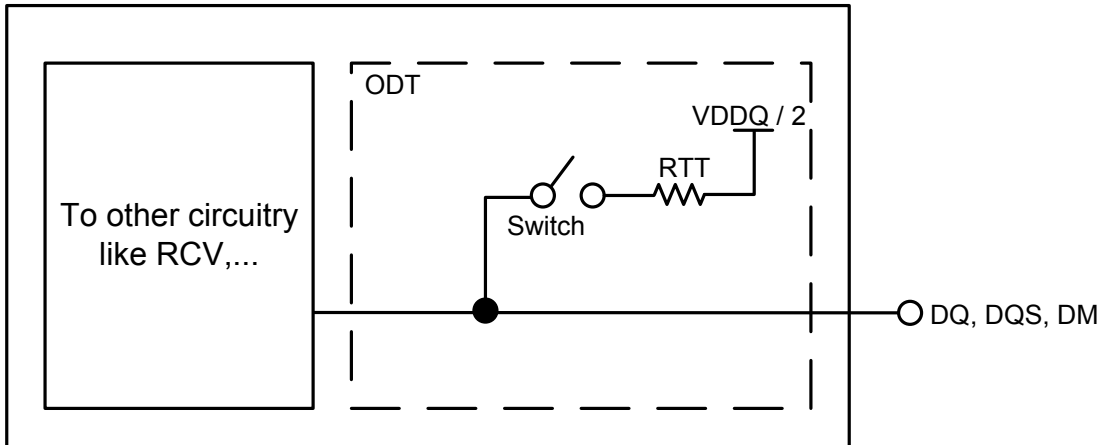 ODT
VDDQ / 2
RTT
Switch
To other circuitry
like RCV,...
DQ, DQS, DM